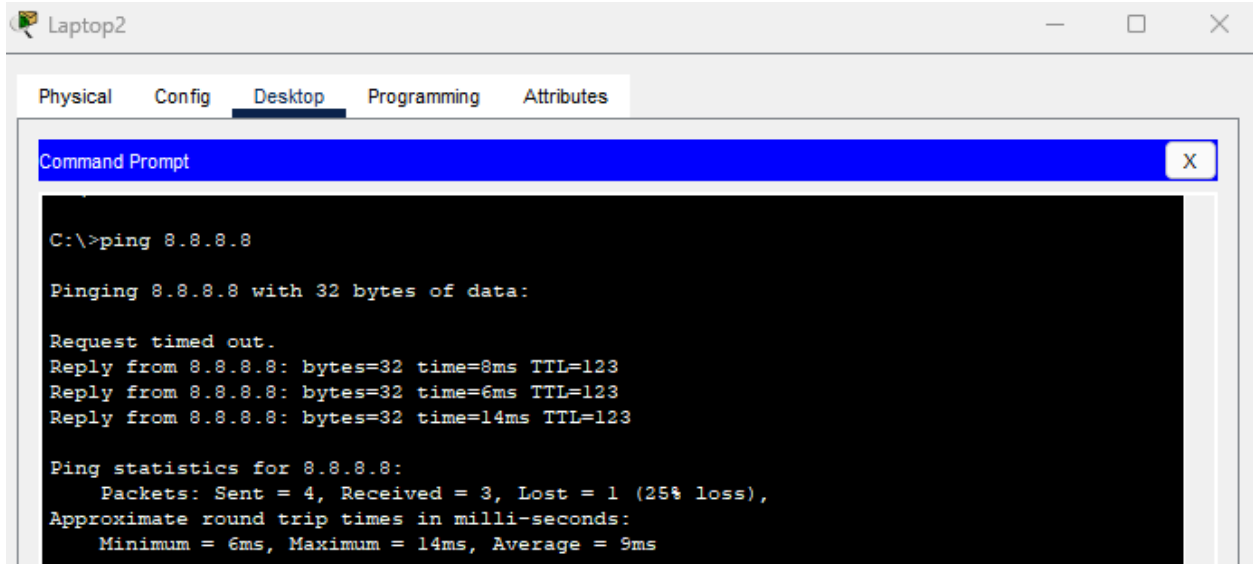 Laptop2
Physical Config Desktop Programming Attributes
Command Prompt
X
C:\>ping 8.8.8.8
Pinging 8.8.8.8 with 32 bytes of data:
Request timed out.
Reply from 8.8.8.8: bytes=32 time=8ms TTL=123
Reply from 8.8.8.8: bytes=32 time=6ms TTL=123
Reply from 8.8.8.8: bytes=32 time=14ms TTL=123
Ping statistics for 8.8.8.8:
Packets: Sent = 4, Received = 3, Lost = 1 (25% loss),
Approximate round trip times in milli-seconds:
Minimum = 6ms, Maximum = 14ms, Average = 9ms